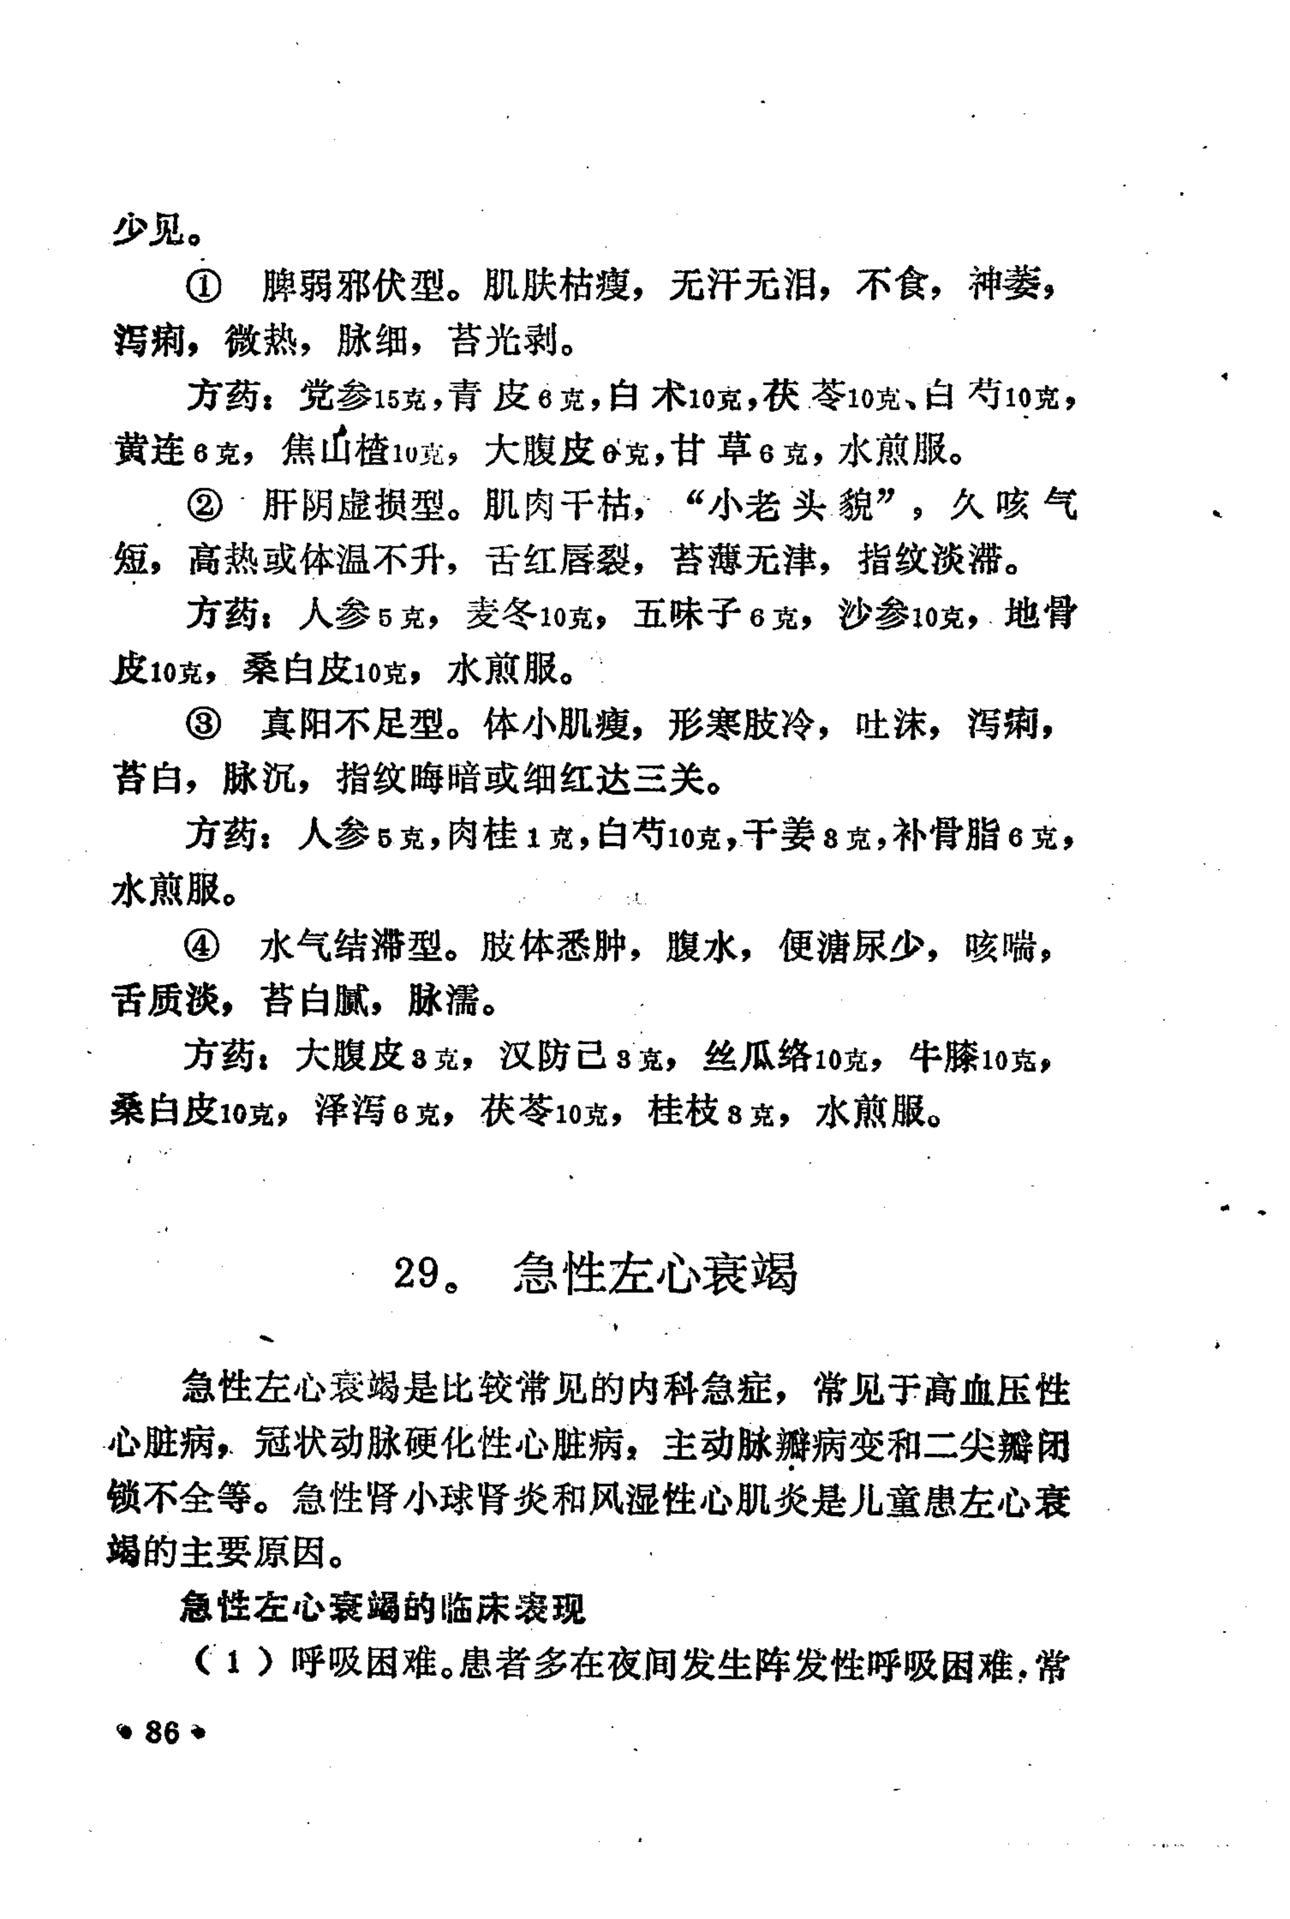 少见。
① 脾弱邪伏型。肌肤枯瘦，无汗无泪，不食，神萎，
泻痢，微热，脉细，苔光剥。
方药：党参15克，青皮6克，白术10克，茯苓10克、白芍10克，
黄连6克，焦山楂10克，大腹皮6克，甘草6克，水煎服。
② 肝阴虚损型。肌肉干枯，“小老头貌”，久咳气
短，高热或体温不升，舌红唇裂，苔薄无津，指纹淡滞。
方药：人参5克，麦冬10克，五味子6克，沙参10克，地骨
皮10克，桑白皮10克，水煎服。
③ 真阳不足型。体小肌瘦，形寒肢冷，吐沫，泻痢，
苔白，脉沉，指纹晦暗或细红达三关。
方药：人参5克，肉桂1克，白芍10克，干姜3克，补骨脂6克，
水煎服。
④ 水气结滞型。肢体悉肿，腹水，便溏尿少，咳喘，
舌质淡，苔白腻，脉濡。
方药：大腹皮3克，汉防己3克，丝瓜络10克，牛膝10克，
桑白皮10克，泽泻6克，茯苓10克，桂枝3克，水煎服。
29。 急性左心衰竭
急性左心衰竭是比较常见的内科急症，常见于高血压性
心脏病，冠状动脉硬化性心脏病，主动脉瓣病变和二尖瓣闭
锁不全等。急性肾小球肾炎和风湿性心肌炎是儿童患左心衰
竭的主要原因。
急性左心衰竭的临床表现
（1）呼吸困难。患者多在夜间发生阵发性呼吸困难，常
• 86 •